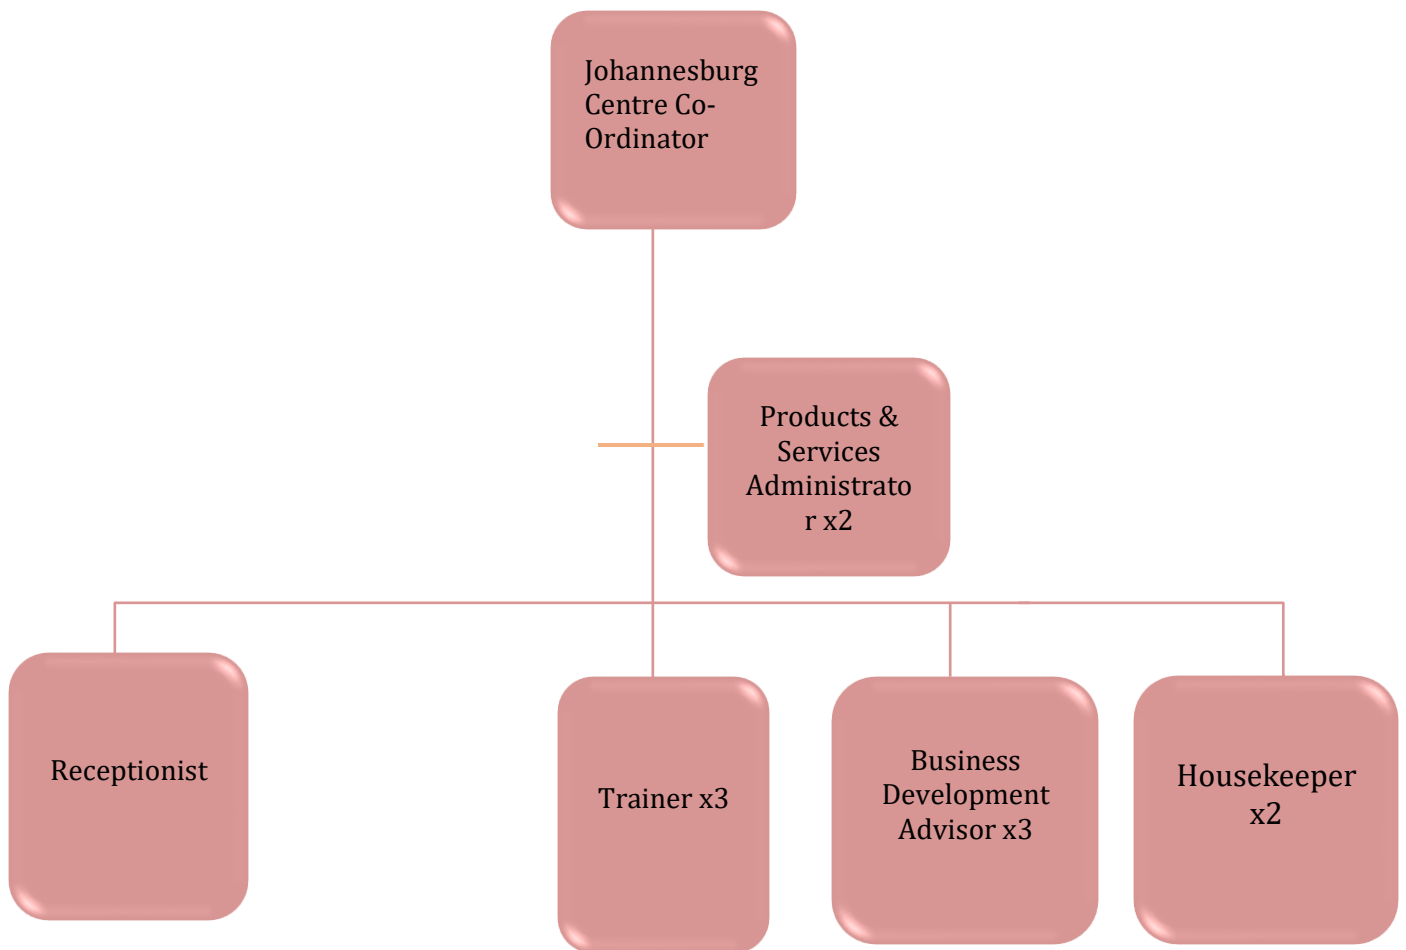 Johannesburg
Centre Co-
Ordinator
Products &
Services
Administrato
r x2
Receptionist
Trainer x3
Business
Development
Advisor x3
Housekeeper
x2